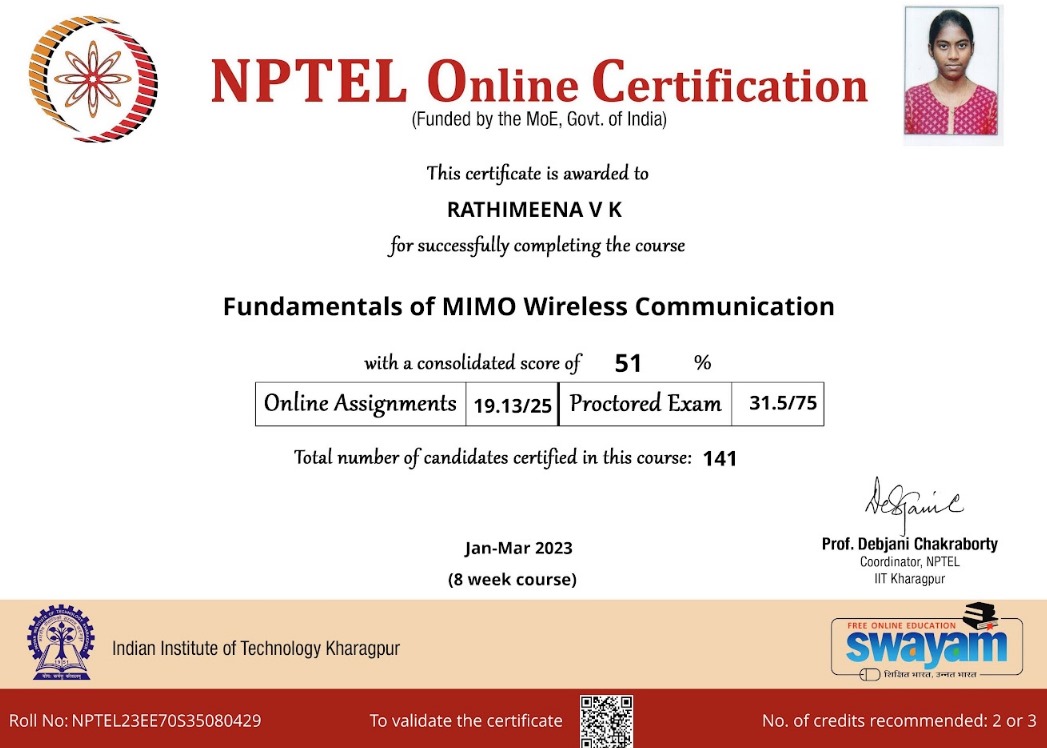 NPTEL Online Certification
(Funded by the MoE, Govt. of India)
This certificate is awarded to
RATHIMEENA V K
for successfully completing the course
Fundamentals of MIMO Wireless Communication
with a consolidated score of 51 %
Online Assignments 19.13/25 Proctored Exam 31.5/75
Total number of candidates certified in this course: 141
Jan-Mar 2023
(8 week course)
Prof. Debjani Chakraborty
Coordinator, NPTEL
IIT Kharagpur
Indian Institute of Technology Kharagpur
FREE ONLINE EDUCATION
swayam
शिक्षित भारत, उन्नत भारत
Roll No: NPTEL23EE70S35080429
To validate the certificate
No. of credits recommended: 2 or 3